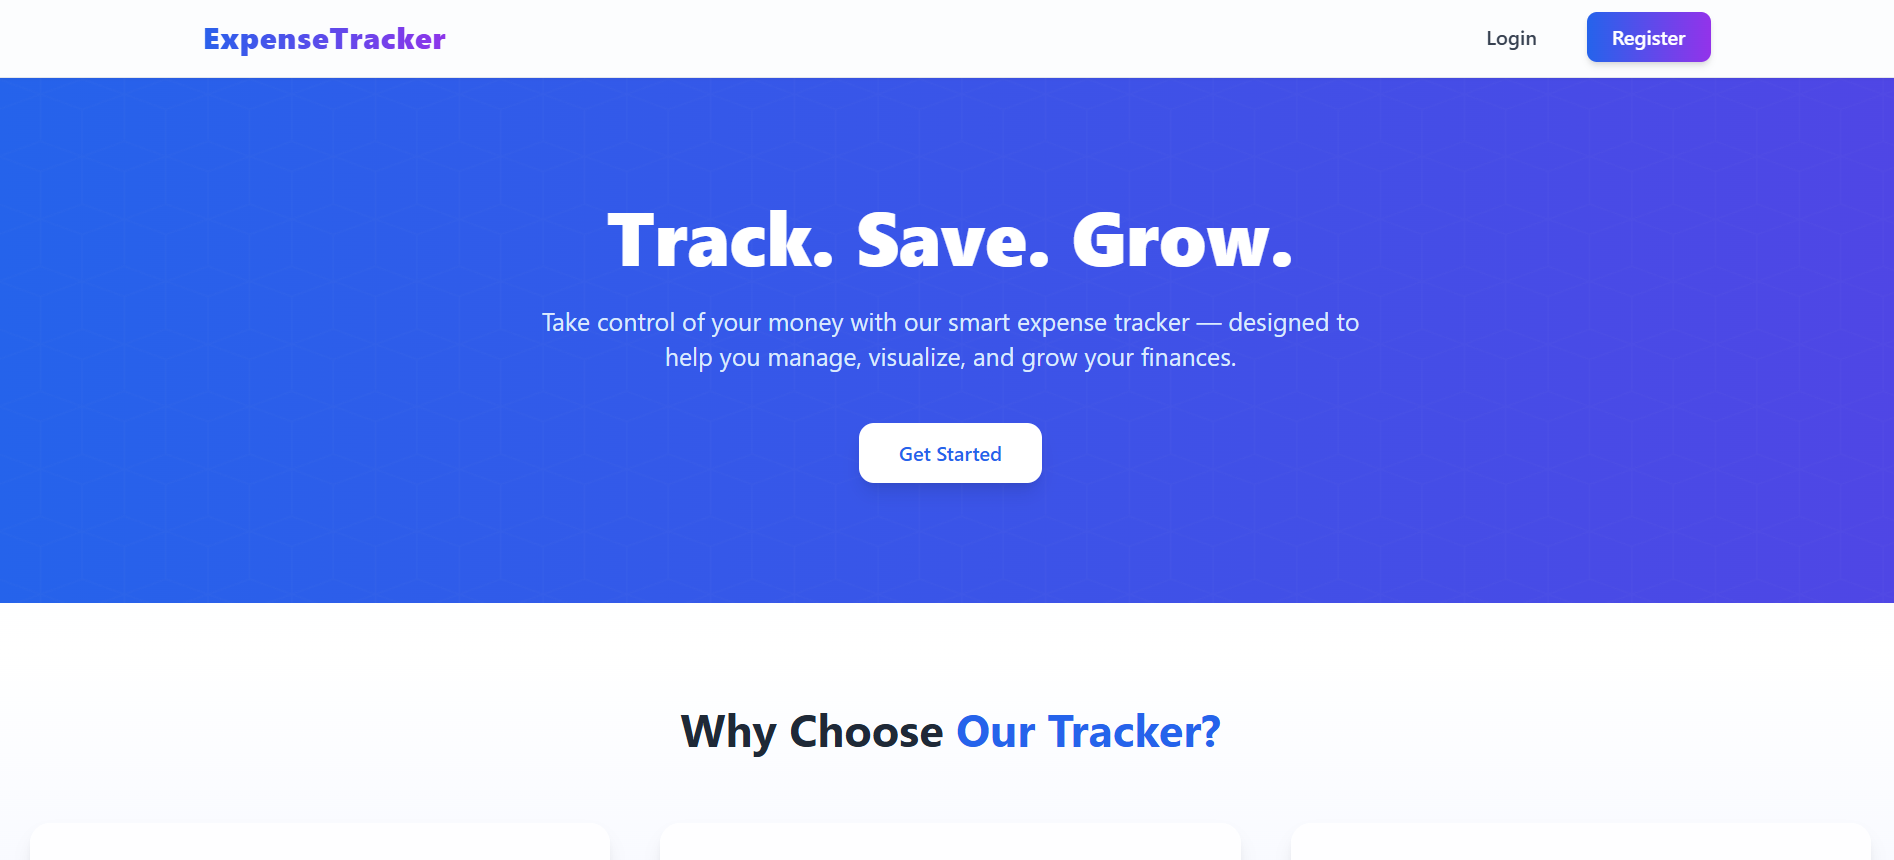 ExpenseTracker
Login
Register
Track. Save. Grow.
Take control of your money with our smart expense tracker — designed to
help you manage, visualize, and grow your finances.
Get Started
Why Choose Our Tracker?